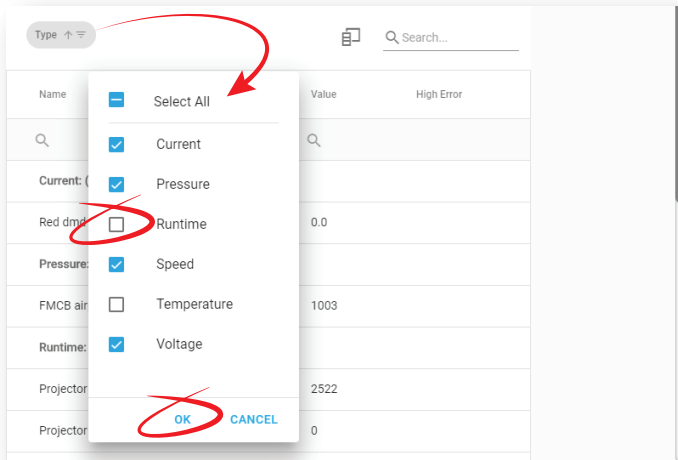 Type
Search...
Name
Value
High Error
Select All
Current
Pressure
Runtime
Speed
Temperature
Voltage
OK CANCEL
Current: (
Red dmd
0.0
Pressure:
FMCB air
1003
Runtime:
Projector
2522
Projector
0